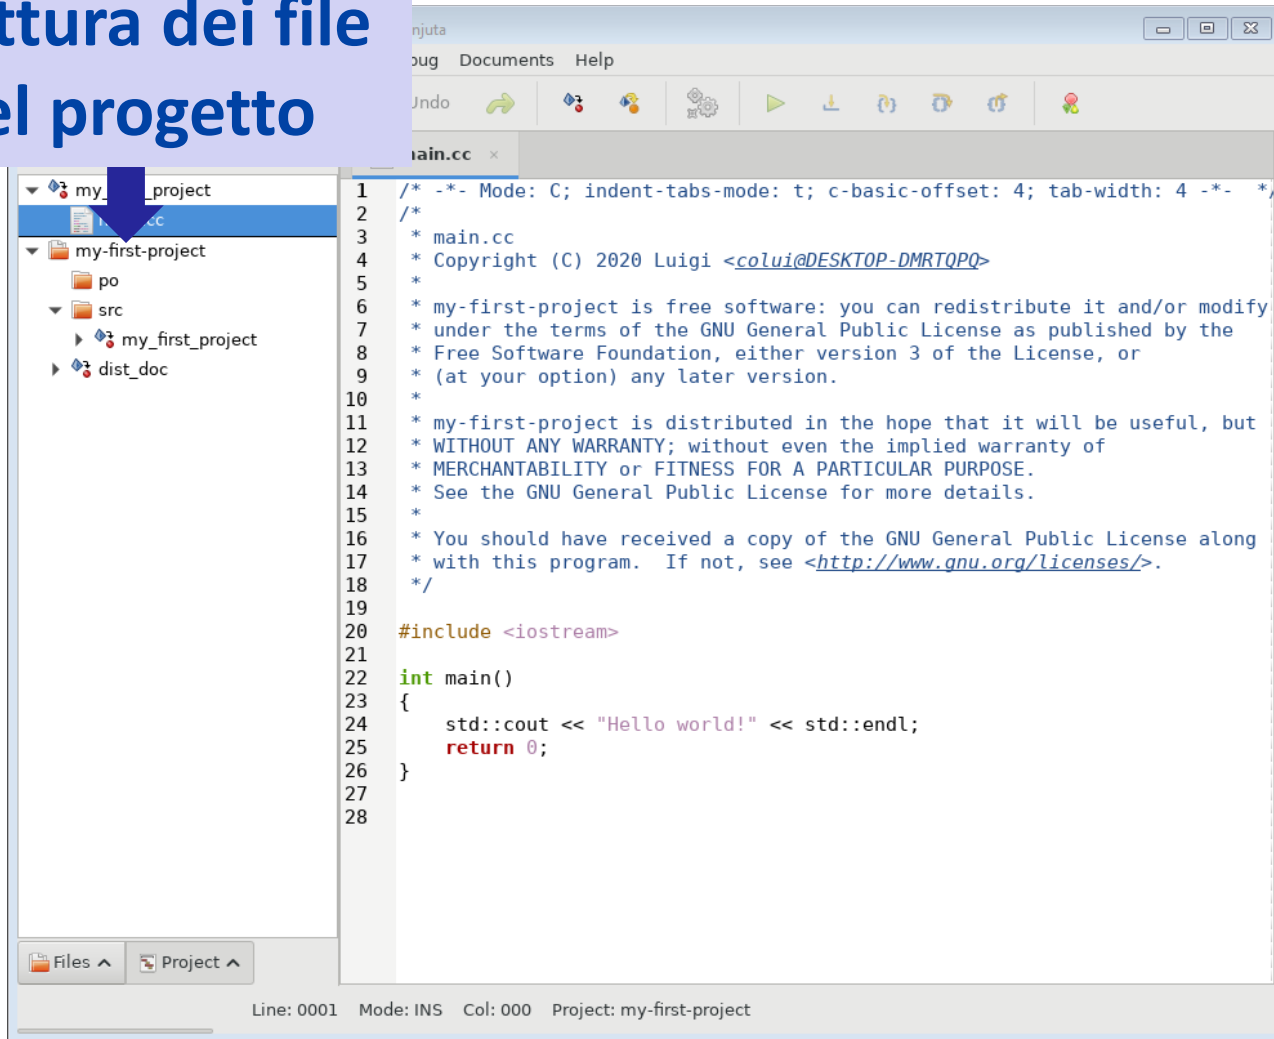 ttura dei file
el progetto
njuta
bug Documents Help
Undo
main.cc
my_ _project
my-first-project
po
src
my_first_project
dist_doc
1 /* -*- Mode: C; indent-tabs-mode: t; c-basic-offset: 4; tab-width: 4 -*- */
2 /*
3 * main.cc
4 * Copyright (C) 2020 Luigi <colui@DESKTOP-DMRTQPQ>
5 *
6 * my-first-project is free software: you can redistribute it and/or modify
7 * under the terms of the GNU General Public License as published by the
8 * Free Software Foundation, either version 3 of the License, or
9 * (at your option) any later version.
10 *
11 * my-first-project is distributed in the hope that it will be useful, but
12 * WITHOUT ANY WARRANTY; without even the implied warranty of
13 * MERCHANTABILITY or FITNESS FOR A PARTICULAR PURPOSE.
14 * See the GNU General Public License for more details.
15 *
16 * You should have received a copy of the GNU General Public License along
17 * with this program.  If not, see <http://www.gnu.org/licenses/>.
18 */
19
20 #include <iostream>
21
22 int main()
23 {
24     std::cout << "Hello world!" << std::endl;
25     return 0;
26 }
27
28
Files Project
Line: 0001 Mode: INS Col: 000 Project: my-first-project